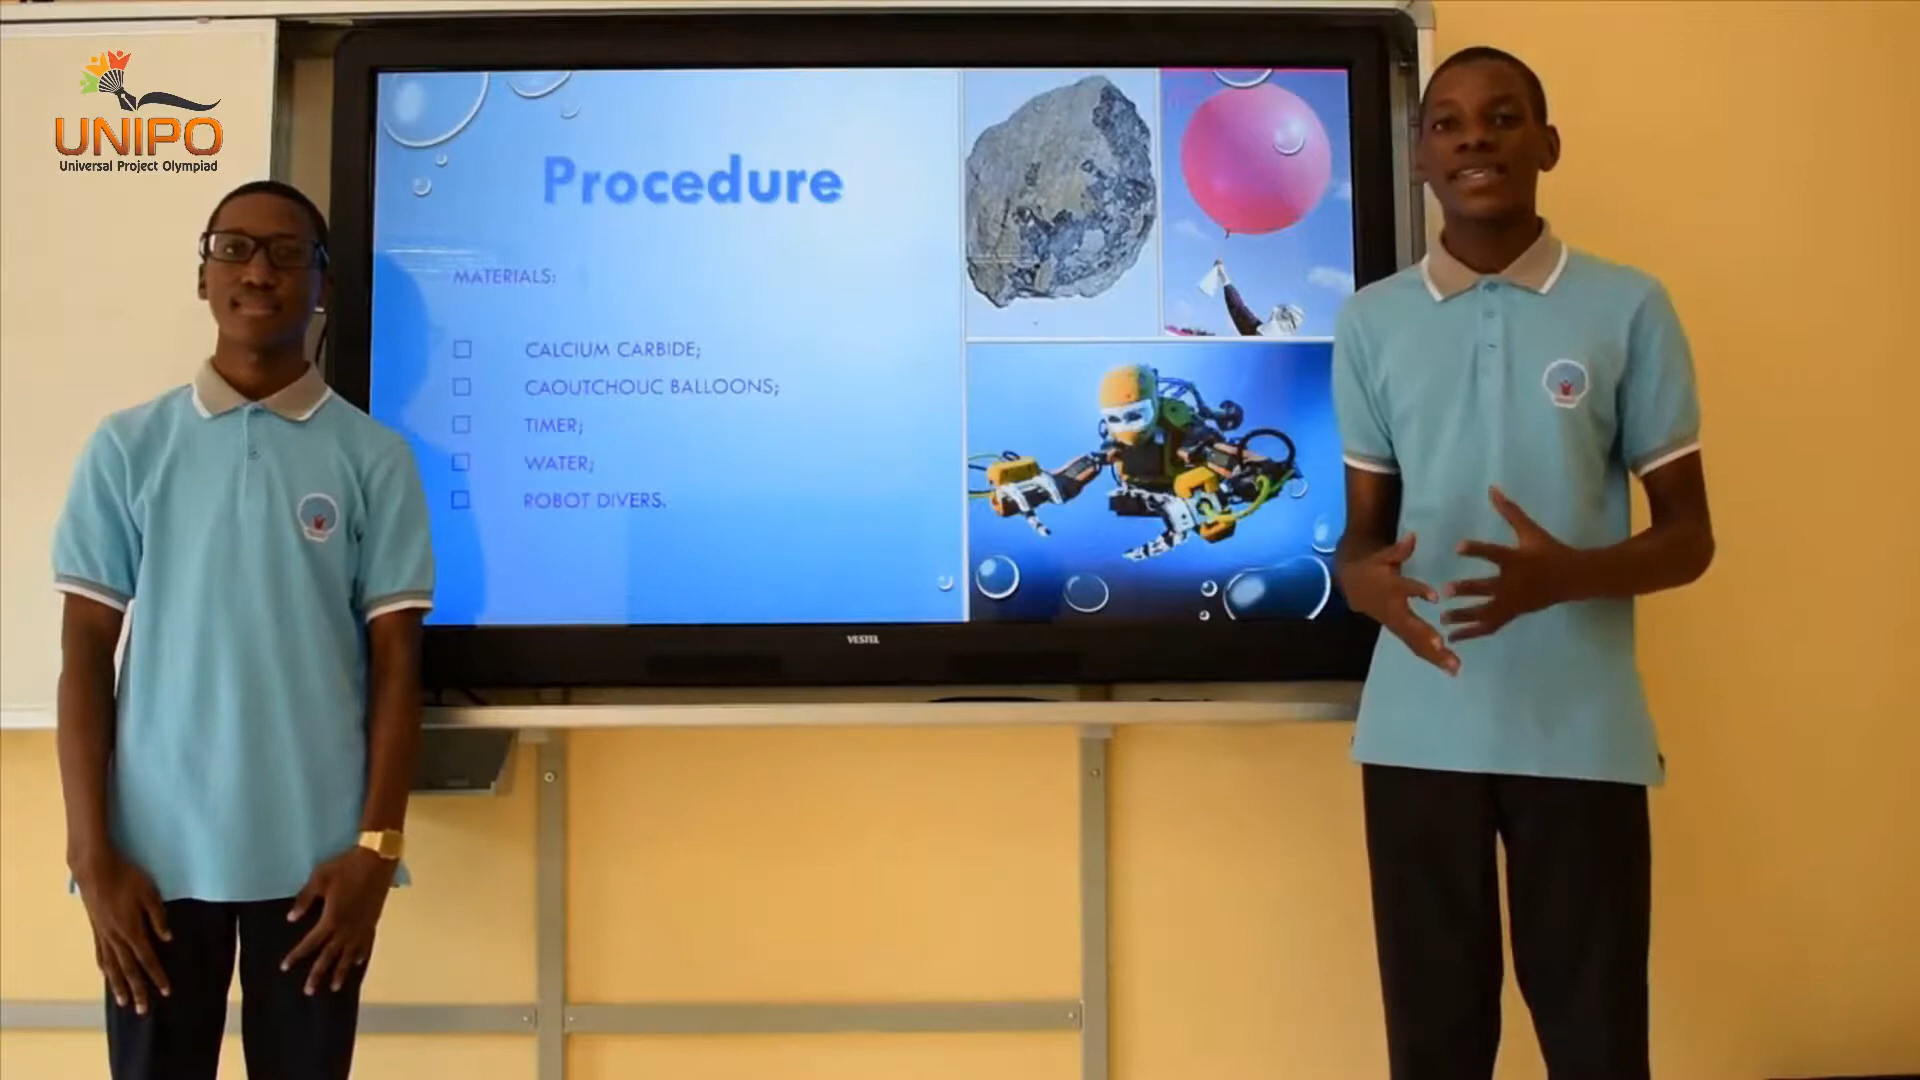 UNIPO
Universal Project Olympiad
Procedure
MATERIALS:
CALCIUM CARBIDE;
CAOUTCHOUC BALLOONS;
TIMER;
WATER;
ROBOT DIVERS.
VESTEL